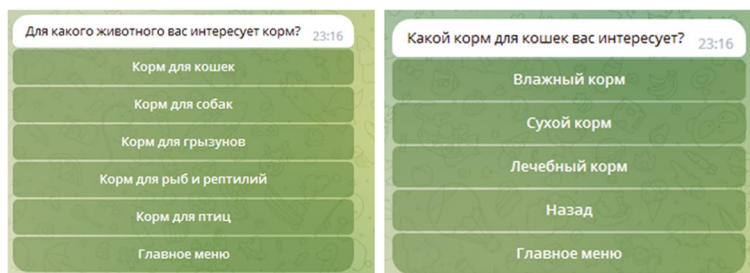 Для какого животного вас интересует корм?
23:16
Корм для кошек
Корм для собак
Корм для грызунов
Корм для рыб и рептилий
Корм для птиц
Главное меню
Какой корм для кошек вас интересует?
23:16
Влажный корм
Сухой корм
Лечебный корм
Назад
Главное меню